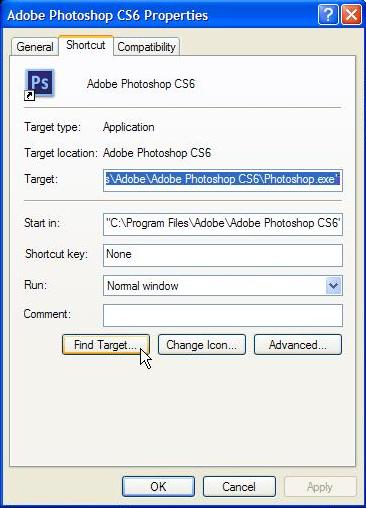 Adobe Photoshop CS6 Properties
General Shortcut Compatibility
Ps
Adobe Photoshop CS6
Target type: Application
Target location: Adobe Photoshop CS6
Target: s\Adobe\Adobe Photoshop CS6\Photoshop.exe"
Start in: "C:\Program Files\Adobe\Adobe Photoshop CS6"
Shortcut key: None
Run: Normal window
Comment:
Find Target... Change Icon... Advanced...
OK Cancel Apply